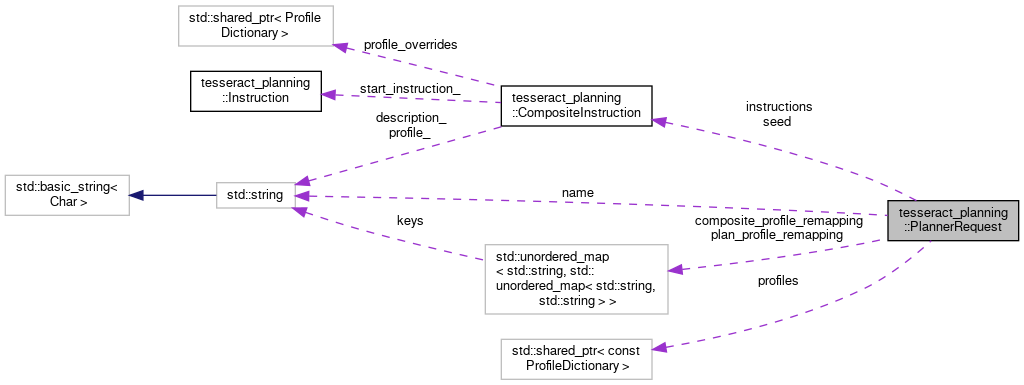 std::shared_ptr< Profile
Dictionary >
profile_overrides
tesseract_planning
::Instruction
start_instruction_
tesseract_planning
::CompositeInstruction
instructions
seed
description_
profile_
std::basic_string<
Char >
std::string
name
tesseract_planning
::PlannerRequest
keys
composite_profile_remapping
plan_profile_remapping
std::unordered_map
< std::string, std::
unordered_map< std::string,
std::string > >
profiles
std::shared_ptr< const
ProfileDictionary >